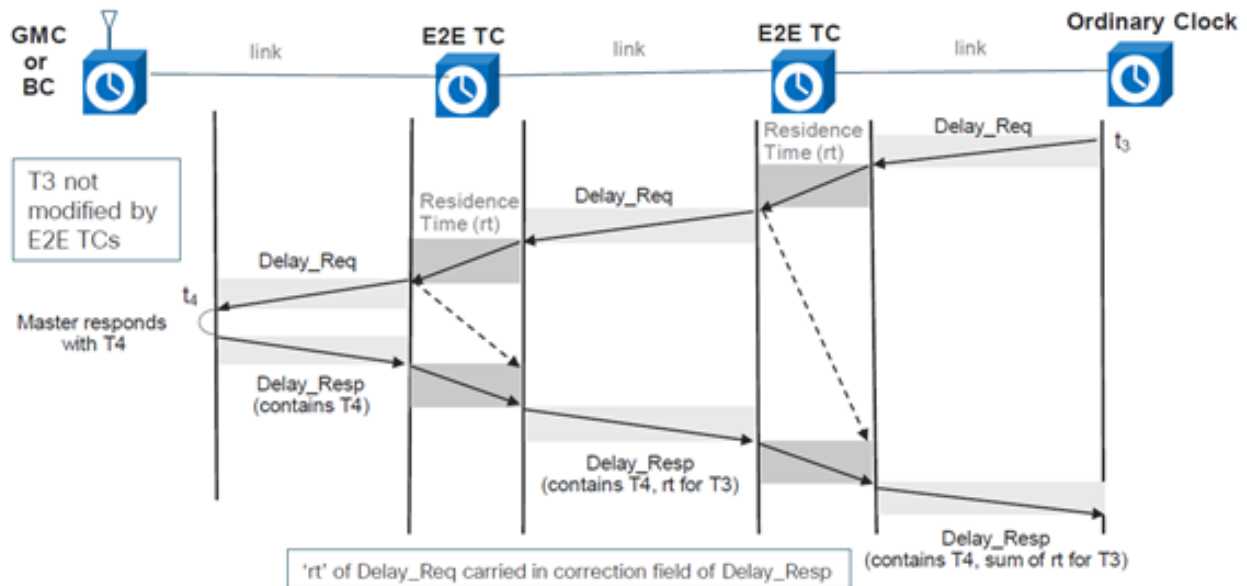 GMC
or
BC
link
E2E TC
link
E2E TC
link
Ordinary Clock
Residence
Time (rt)
Delay_Req
t3
T3 not
modified by
E2E TCs
Residence
Time (rt)
Delay_Req
Delay_Req
t4
Master responds
with T4
Delay_Resp
(contains T4)
Delay_Resp
(contains T4, rt for T3)
Delay_Resp
(contains T4, sum of rt for T3)
'rt' of Delay_Req carried in correction field of Delay_Resp